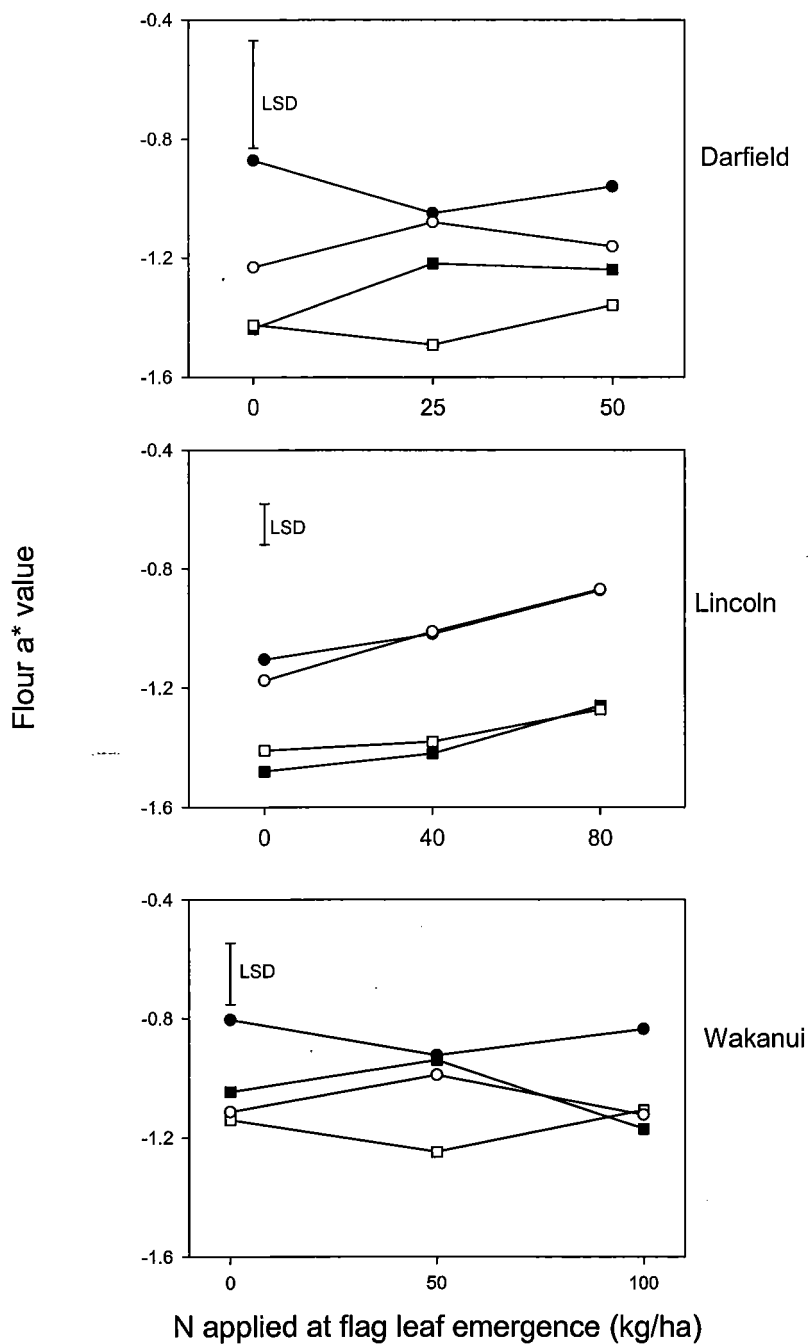 -0.4
LSD
-0.8
Darfield
-1.2
-1.6
0 25 50
-0.4
LSD
-0.8
Lincoln
-1.2
-1.6
0 40 80
Flour a* value
-0.4
LSD
-0.8
Wakanui
-1.2
-1.6
0 50 100
N applied at flag leaf emergence (kg/ha)